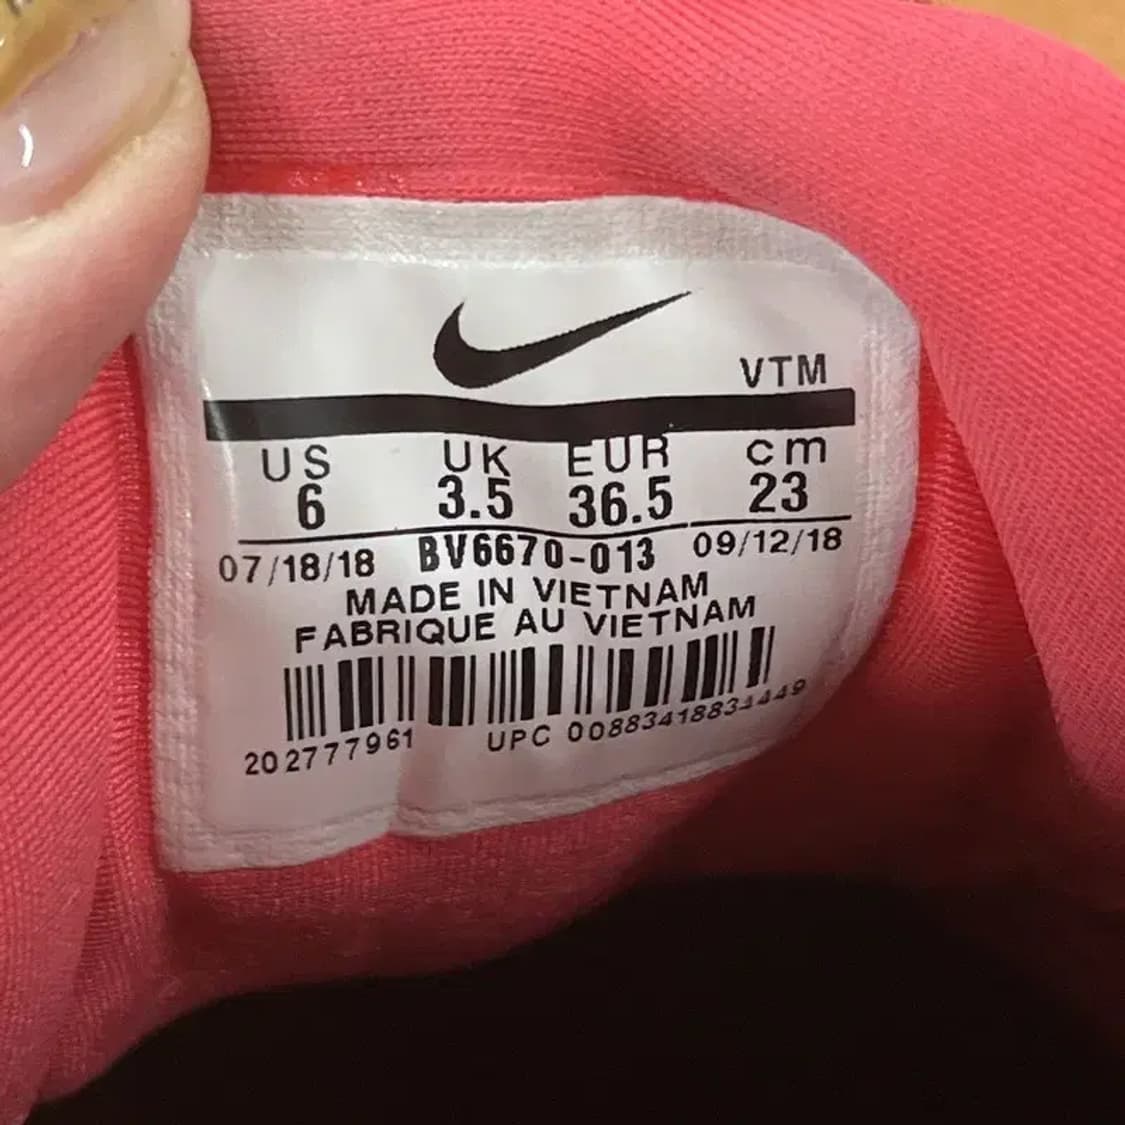 VTM
US UK EUR cm
6 3.5 36.5 23
07/18/18 BV6670-013 09/12/18
MADE IN VIETNAM
FABRIQUE AU VIETNAM
202777961 UPC 00883418834449